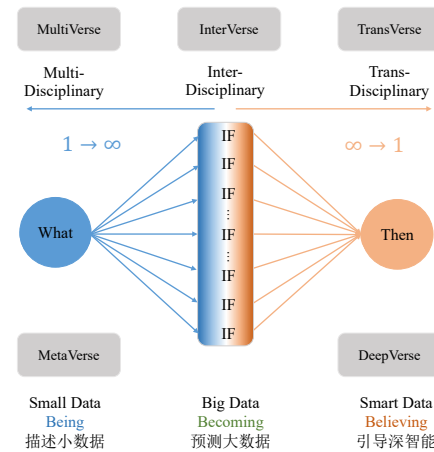 MultiVerse
InterVerse
TransVerse
Multi-
Disciplinary
Inter-
Disciplinary
Trans-
Disciplinary
1 → ∞
∞ → 1
What
IF
IF
IF
⋮
IF
⋮
IF
IF
IF
Then
MetaVerse
DeepVerse
Small Data
Being
描述小数据
Big Data
Becoming
预测大数据
Smart Data
Believing
引导深智能